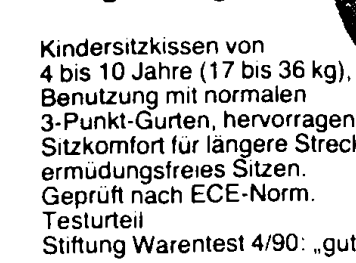 Kindersitzkissen von
4 bis 10 Jahre (17 bis 36 kg),
Benutzung mit normalen
3-Punkt-Gurten, hervorragen
Sitzkomfort für längere Streck
ermüdungsfreies Sitzen.
Geprüft nach ECE-Norm.
Testurteil
Stiftung Warentest 4/90: „gut